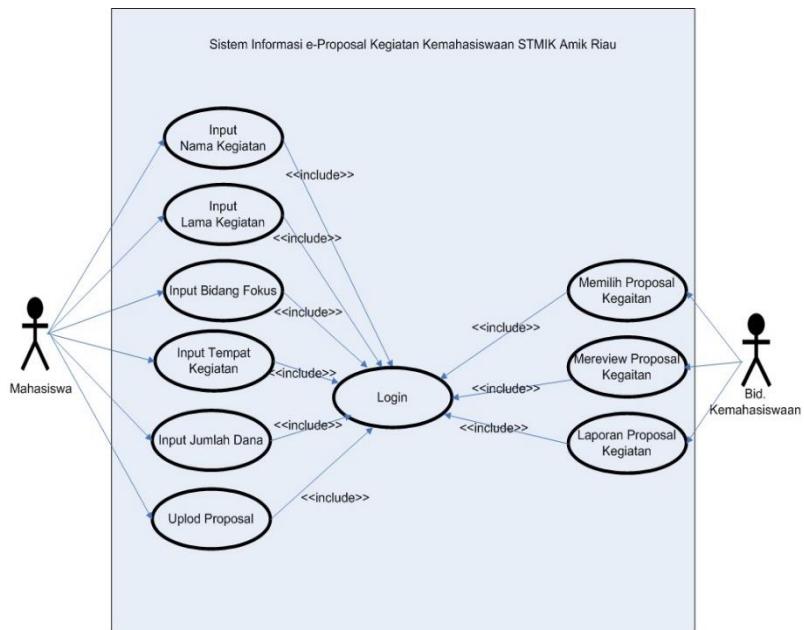 Sistem Informasi e-Proposal Kegiatan Kemahasiswaan STMIK Amik Riau
Input
Nama Kegiatan
<<include>>
Input
Lama Kegiatan
<<include>>
Input Bidang Fokus
<<include>>
Input Tempat
Kegiatan
<<include>>
Input Jumlah Dana
<<include>>
Uplod Proposal
<<include>>
Mahasiswa
Login
Memilih Proposal
Kegaitan
<<include>>
Mereview Proposal
Kegaitan
<<include>>
Laporan Proposal
Kegiatan
<<include>>
Bid.
Kemahasiswaan